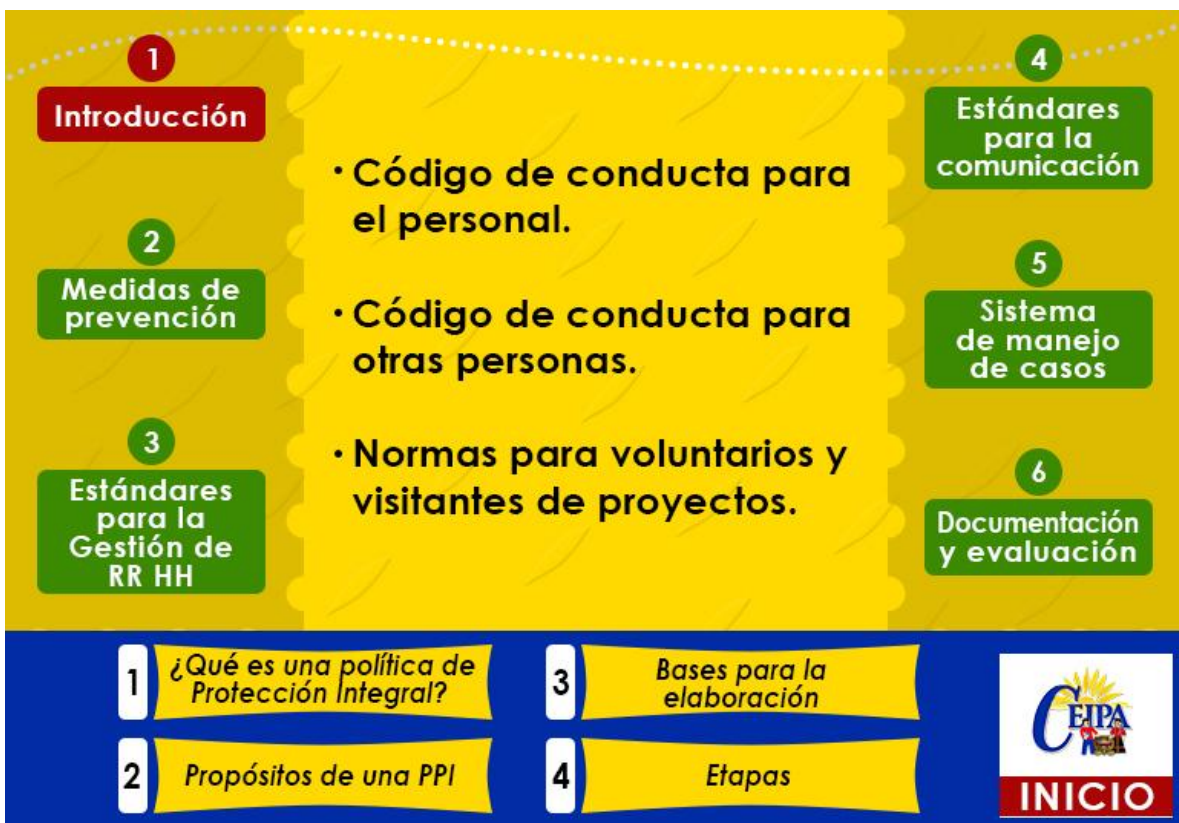 1
Introducción
2
Medidas de
prevención
3
Estándares
para la
Gestión de
RR HH
· Código de conducta para
el personal.
· Código de conducta para
otras personas.
· Normas para voluntarios y
visitantes de proyectos.
4
Estándares
para la
comunicación
5
Sistema
de manejo
de casos
6
Documentación
y evaluación
1
¿Qué es una política de
Protección Integral?
2
Propósitos de una PPI
3
Bases para la
elaboración
4
Etapas
CEIPA
INICIO